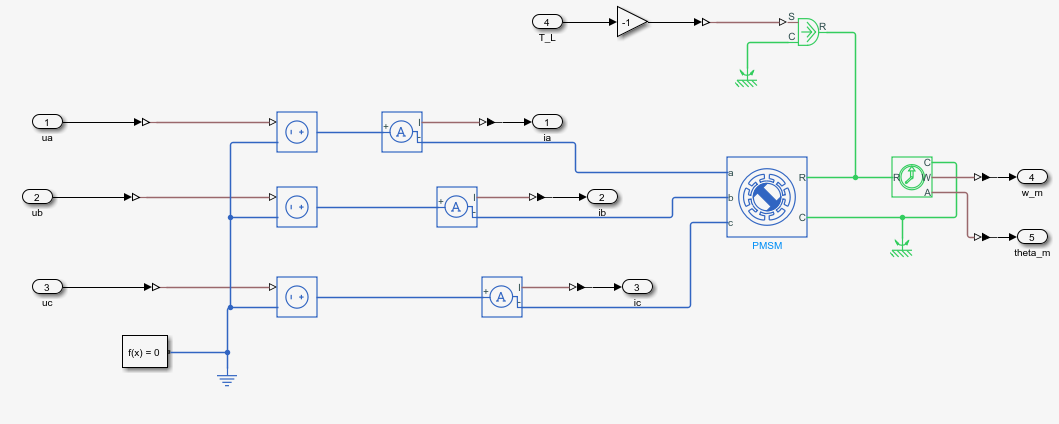 4
T_L
-1
S
C
R
1
ua
+
A
+
I
1
ia
2
ub
+
A
+
I
2
ib
3
uc
+
A
+
I
3
ic
a
b
c
R
C
PMSM
R
C
W
A
4
w_m
5
theta_m
f(x) = 0